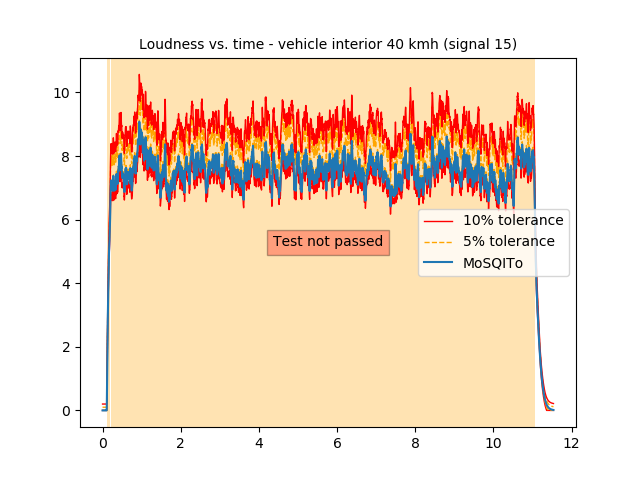 Loudness vs. time - vehicle interior 40 kmh (signal 15)
10
8
6
4
2
0
Test not passed
10% tolerance
5% tolerance
MoSQITo
0 2 4 6 8 10 12